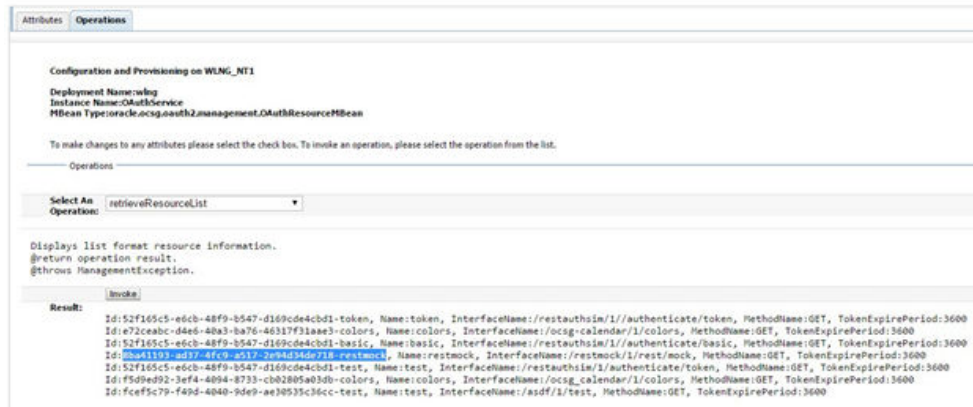 Attributes Operations
Configuration and Provisioning on WLNG_NT1
Deployment Name:wlng
Instance Name:OAuthService
MBean Type:oracle.ocsg.oauth2.management.OAuthResourceMBean
To make changes to any attributes please select the check box. To invoke an operation, please select the operation from the list.
Operations
Select An Operation: retrieveResourceList
Displays list format resource information.
@return operation result.
@throws ManagementException.
Invoke
Result:
Id:52f165c5-e6cb-48f9-b547-d169cde4cbd1-token, Name:token, InterfaceName:/restauthsim/1//authenticate/token, MethodName:GET, TokenExpirePeriod:3600
Id:e72ceabc-d4e6-40a3-ba76-46317f31aae3-colors, Name:colors, InterfaceName:/ocsg-calendar/1/colors, MethodName:GET, TokenExpirePeriod:3600
Id:52f165c5-e6cb-48f9-b547-d169cde4cbd1-basic, Name:basic, InterfaceName:/restauthsim/1//authenticate/basic, MethodName:GET, TokenExpirePeriod:3600
Id:8ba41193-ad37-4fc9-a517-2e94d34de718-restmock, Name:restmock, InterfaceName:/restmock/1/rest/mock, MethodName:GET, TokenExpirePeriod:3600
Id:52f165c5-e6cb-48f9-b547-d169cde4cbd1-test, Name:test, InterfaceName:/restauthsim/1/authenticate/token, MethodName:GET, TokenExpirePeriod:3600
Id:f5d9ed92-3ef4-4094-8733-cb02805a03db-colors, Name:colors, InterfaceName:/ocsg_calendar/1/colors, MethodName:GET, TokenExpirePeriod:3600
Id:fcef5c79-f49d-4040-9de9-ae30535c36cc-test, Name:test, InterfaceName:/asdf/1/test, MethodName:GET, TokenExpirePeriod:3600